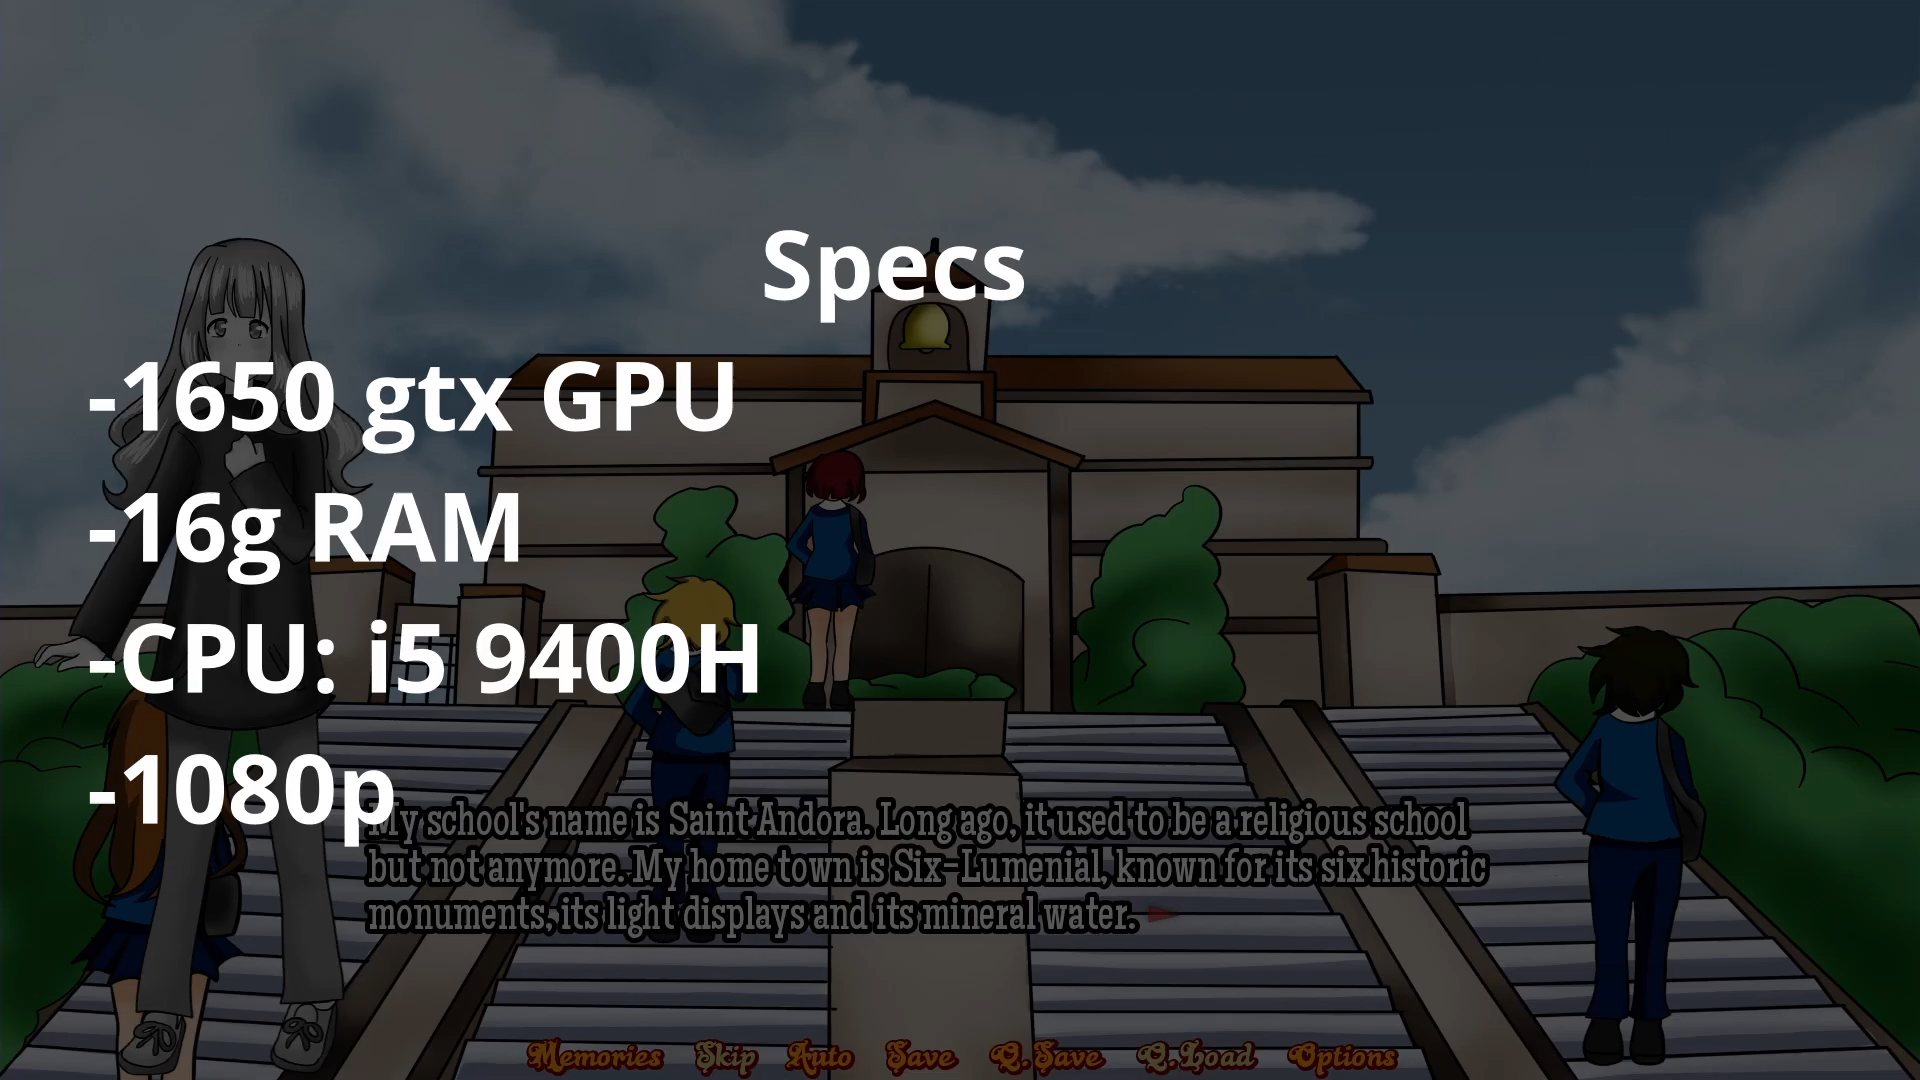 Specs
-1650 gtx GPU
-16g RAM
-CPU: i5 9400H
-1080p
My school's name is Saint Andora. Long ago, it used to be a religious school
but not anymore. My home town is Six-Lumenial, known for its six historic
monuments, its light displays and its mineral water.
Memories Skip Auto Save Q.Save Q.Load Options